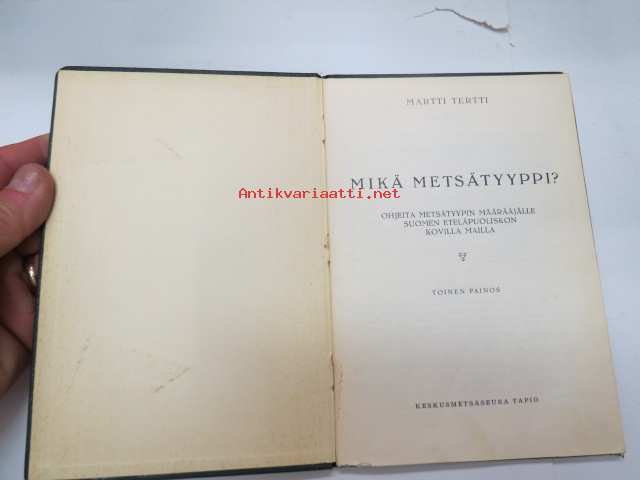 MARTTI TERTTI
MIKÄ METSÄTYYPPI?
Antikvariaatti.net
OHJEITA METSÄTYYPIN MÄÄRÄÄJÄLLE
SUOMEN ETELÄPUOLISKON
KOVILLA MAILLA
TOINEN PAINOS
KESKUSMETSÄSEURA TAPIO